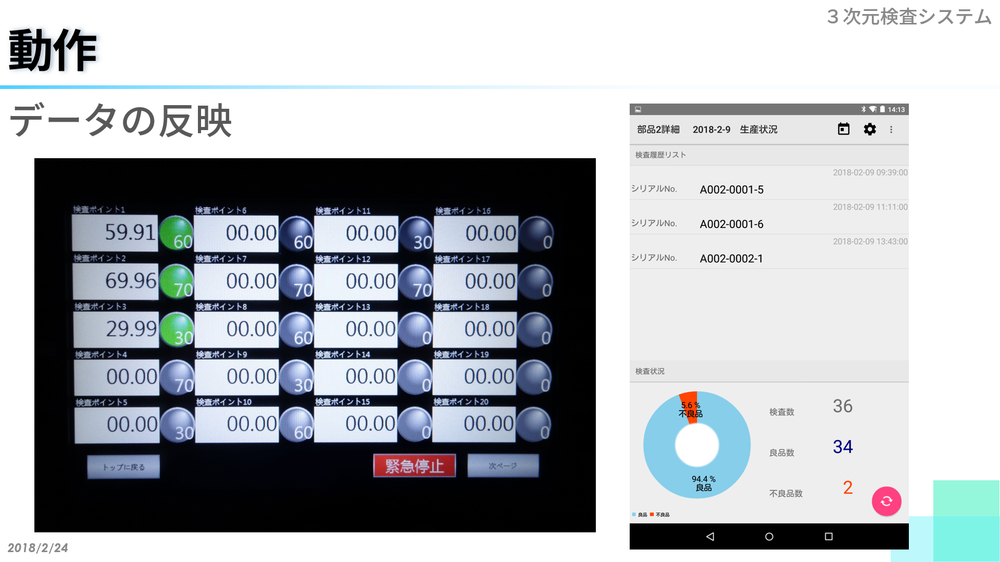 ３次元検査システム
動作
データの反映
検査ポイント1 検査ポイント6 検査ポイント11 検査ポイント16
59.91 60 00.00 60 00.00 30 00.00 0
検査ポイント2 検査ポイント7 検査ポイント12 検査ポイント17
69.96 70 00.00 70 00.00 70 00.00 0
検査ポイント3 検査ポイント8 検査ポイント13 検査ポイント18
29.99 30 00.00 60 00.00 0 00.00 0
検査ポイント4 検査ポイント9 検査ポイント14 検査ポイント19
00.00 70 00.00 30 00.00 0 00.00 0
検査ポイント5 検査ポイント10 検査ポイント15 検査ポイント20
00.00 30 00.00 60 00.00 0 00.00 0
トップに戻る 緊急停止 次ページ
14:13
部品2詳細 2018-2-9 生産状況
検査履歴リスト
2018-02-09 09:39:00
シリアルNo. A002-0001-5
2018-02-09 11:11:00
シリアルNo. A002-0001-6
2018-02-09 13:43:00
シリアルNo. A002-0002-1
検査状況
5.6 %
不良品
94.4 %
良品
検査数 36
良品数 34
不良品数 2
良品 不良品
2018/2/24